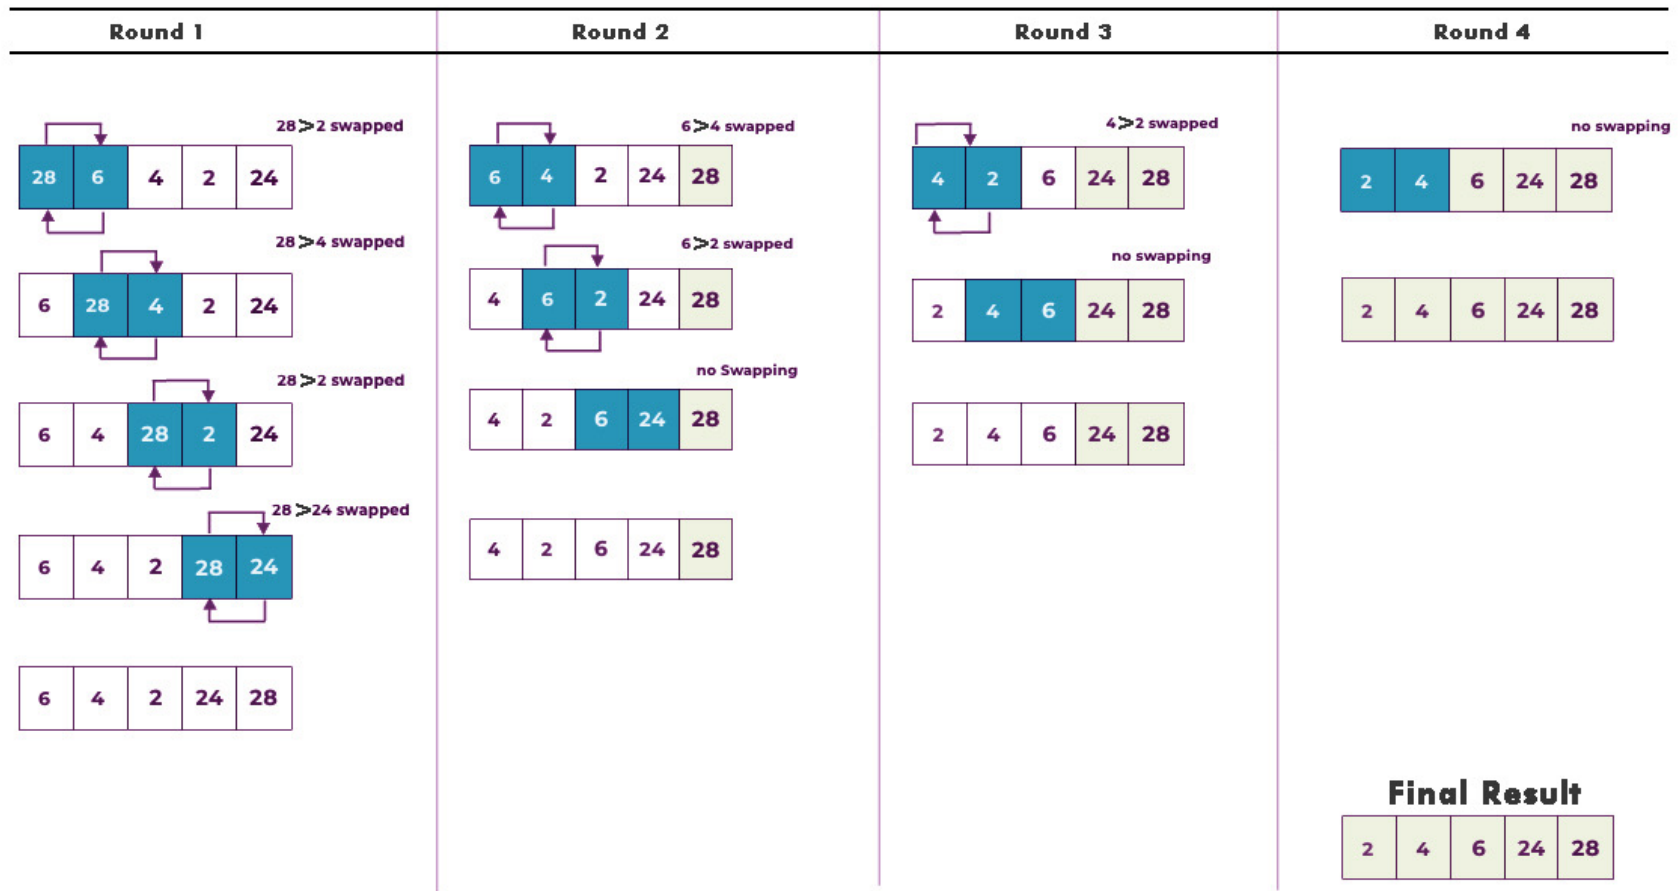 Round 1
28>2 swapped
28 6 4 2 24
28>4 swapped
6 28 4 2 24
28>2 swapped
6 4 28 2 24
28>24 swapped
6 4 2 28 24
6 4 2 24 28
Round 2
6>4 swapped
6 4 2 24 28
6>2 swapped
4 6 2 24 28
no Swapping
4 2 6 24 28
4 2 6 24 28
Round 3
4>2 swapped
4 2 6 24 28
no swapping
2 4 6 24 28
2 4 6 24 28
Round 4
no swapping
2 4 6 24 28
2 4 6 24 28
Final Result
2 4 6 24 28